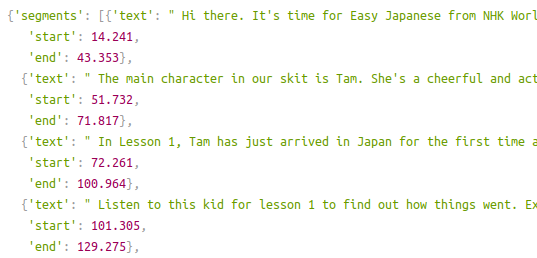 {'segments': [{'text': " Hi there. It's time for Easy Japanese from NHK Worl
'start': 14.241,
'end': 43.353},
{'text': " The main character in our skit is Tam. She's a cheerful and act
'start': 51.732,
'end': 71.817},
{'text': " In Lesson 1, Tam has just arrived in Japan for the first time a
'start': 72.261,
'end': 100.964},
{'text': " Listen to this kid for lesson 1 to find out how things went. Ex
'start': 101.305,
'end': 129.275},